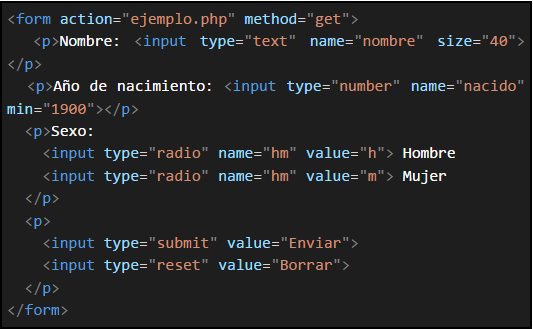 <form action="ejemplo.php" method="get">
<p>Nombre: <input type="text" name="nombre" size="40">
</p>
<p>Año de nacimiento: <input type="number" name="nacido"
min="1900"></p>
<p>Sexo:
<input type="radio" name="hm" value="h"> Hombre
<input type="radio" name="hm" value="m"> Mujer
</p>
<p>
<input type="submit" value="Enviar">
<input type="reset" value="Borrar">
</p>
</form>